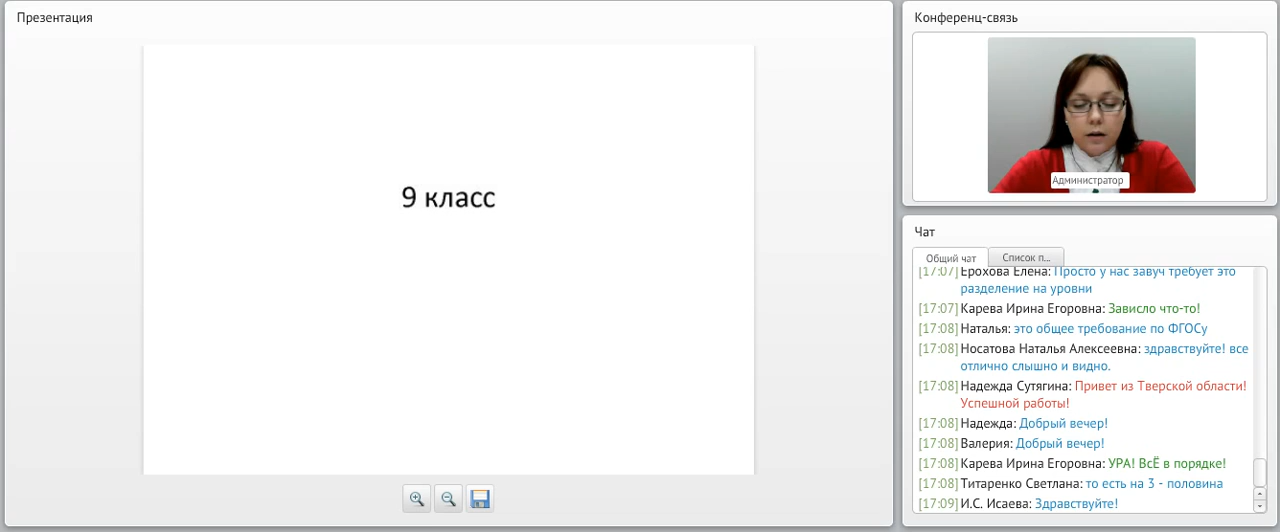 Презентация
9 класс
Конференц-связь
Администратор
Чат
Общий чат
Список п...
[17:07] Ерохова Елена: Просто у нас завуч требует это
разделение на уровни
[17:07] Карева Ирина Егоровна: Зависло что-то!
[17:08] Наталья: это общее требование по ФГОСу
[17:08] Носатова Наталья Алексеевна: здравствуйте! все
отлично слышно и видно.
[17:08] Надежда Сутягина: Привет из Тверской области!
Успешной работы!
[17:08] Надежда: Добрый вечер!
[17:08] Валерия: Добрый вечер!
[17:08] Карева Ирина Егоровна: УРА! ВсЁ в порядке!
[17:08] Титаренко Светлана: то есть на 3 - половина
[17:09] И.С. Исаева: Здравствуйте!